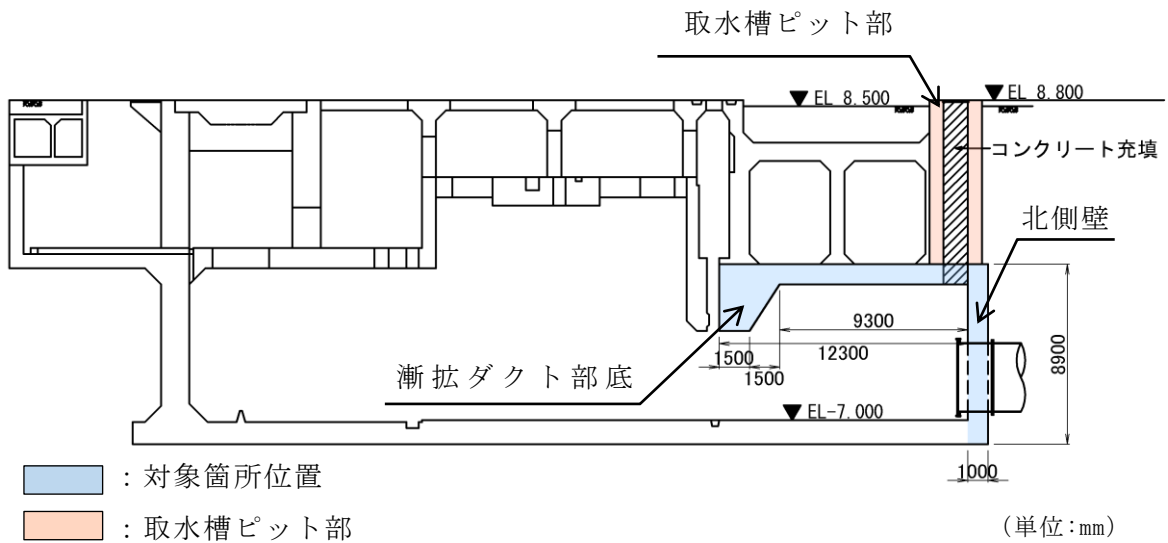 取水槽ピット部
▼ EL 8.500
▼ EL 8.800
コンクリート充填
北側壁
9300
12300
1500
1500
8900
漸拡ダクト部底
▼ EL-7.000
1000
：対象箇所位置
：取水槽ピット部
（単位:mm）